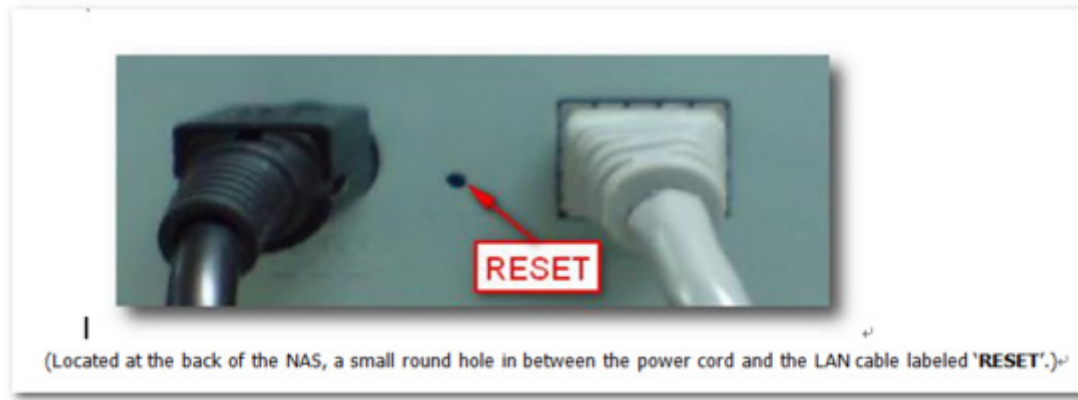 RESET
(Located at the back of the NAS, a small round hole in between the power cord and the LAN cable labeled ‘RESET’.)